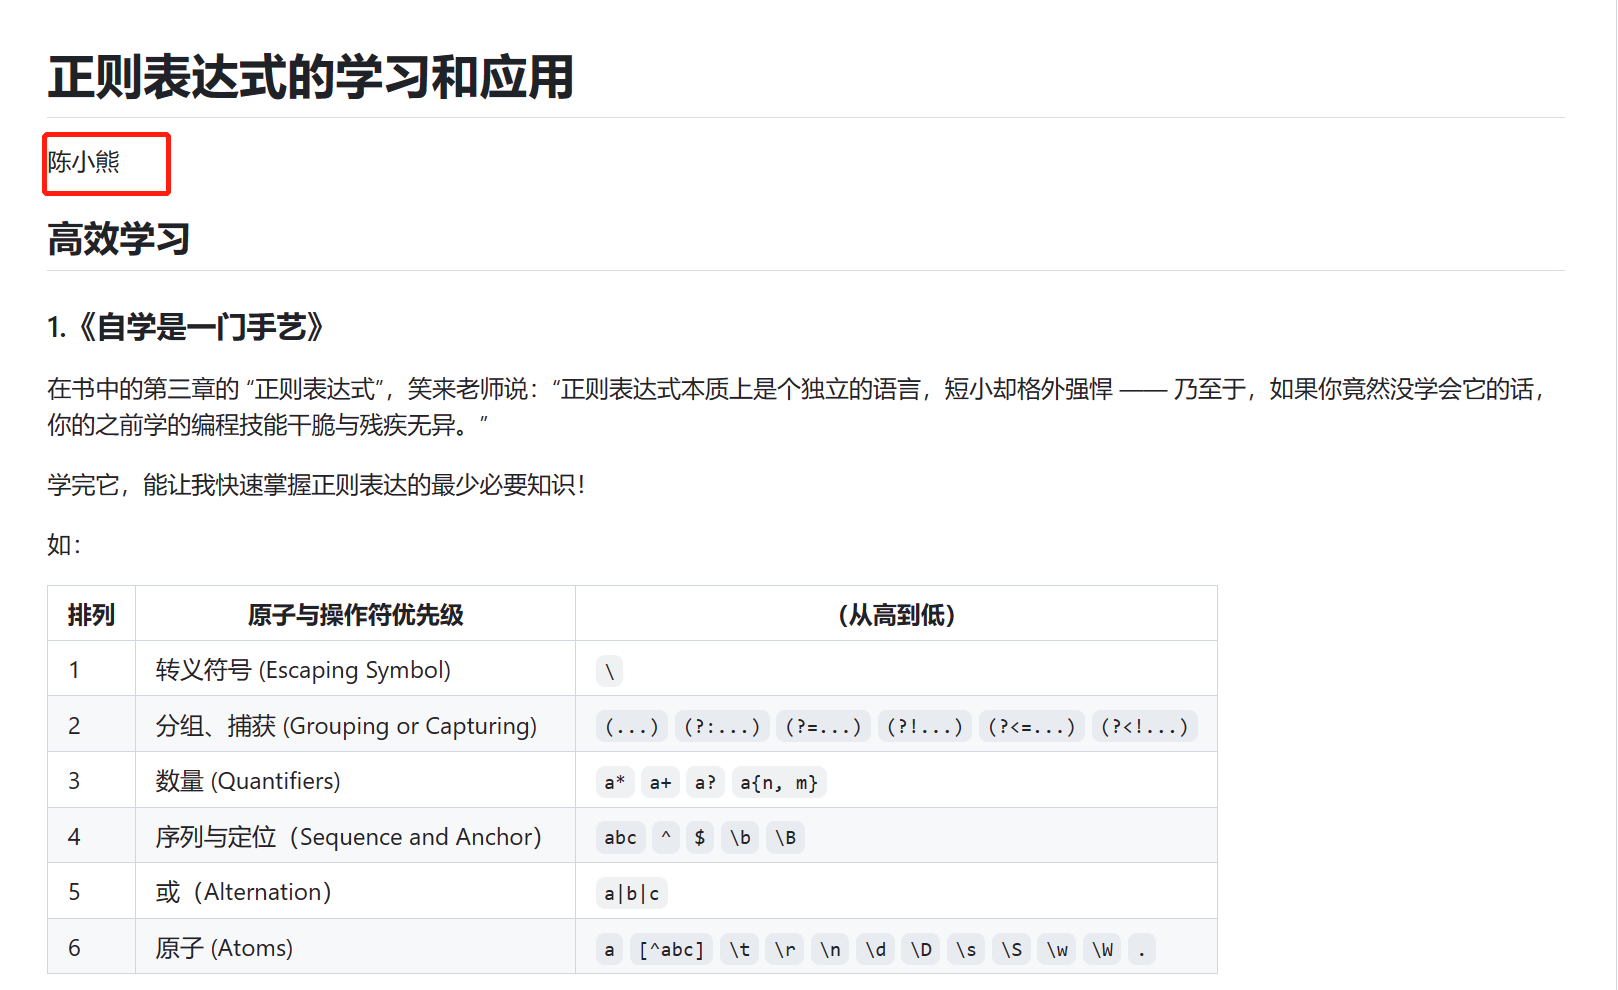 正则表达式的学习和应用
陈小熊
高效学习
1.《自学是一门手艺》
在书中的第三章的 “正则表达式”，笑来老师说：“正则表达式本质上是个独立的语言，短小却格外强悍 —— 乃至于，如果你竟然没学会它的话，
你的之前学的编程技能干脆与残疾无异。”
学完它，能让我快速掌握正则表达的最少必要知识！
如：
排列 原子与操作符优先级 （从高到低）
1 转义符号 (Escaping Symbol) \
2 分组、捕获 (Grouping or Capturing) (...) (?:...) (?=...) (?!...) (?<=...) (?<!...)
3 数量 (Quantifiers) a* a+ a? a{n, m}
4 序列与定位（Sequence and Anchor） abc ^ $ \b \B
5 或（Alternation） a|b|c
6 原子 (Atoms) a [^abc] \t \r \n \d \D \s \S \w \W .